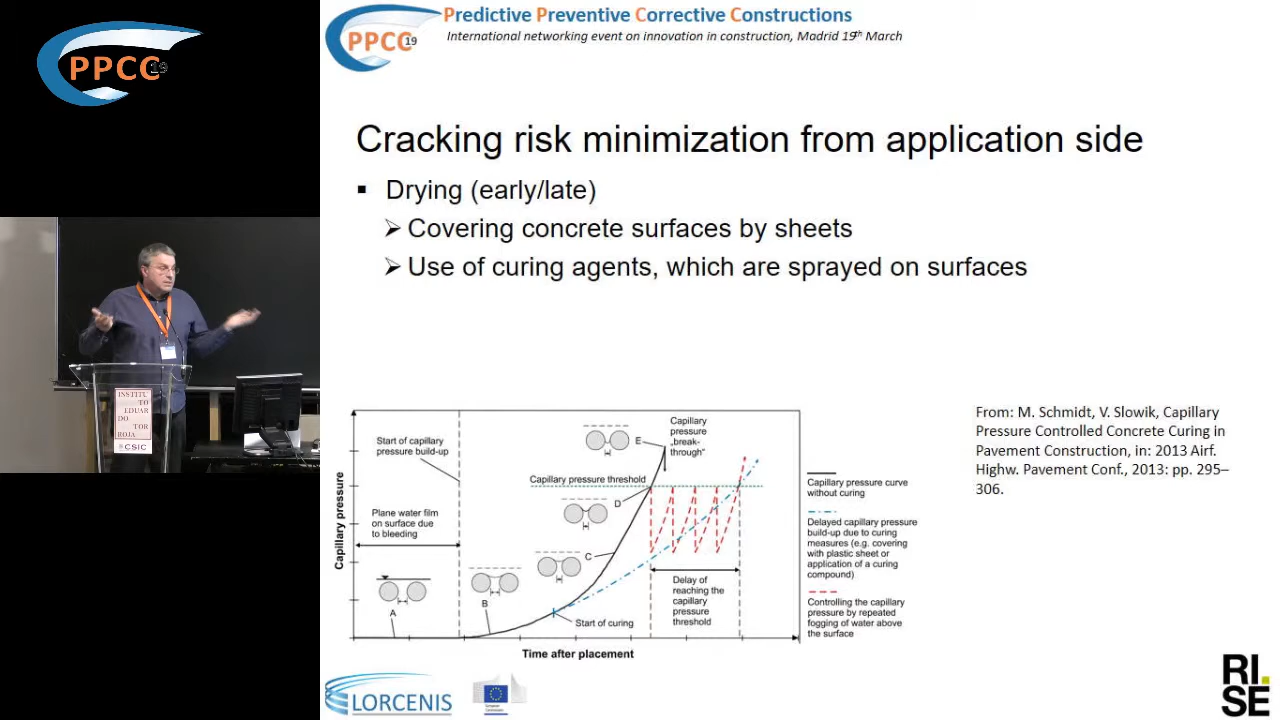 PPCC19
Predictive Preventive Corrective Constructions
International networking event on innovation in construction, Madrid 19th March
PPCC19
Cracking risk minimization from application side
▪ Drying (early/late)
➢ Covering concrete surfaces by sheets
➢ Use of curing agents, which are sprayed on surfaces
INSTITU
TO
EDUAR
DO
TOR
ROJA
CSIC
Capillary pressure
Start of capillary
pressure build-up
Plane water film
on surface due
to bleeding
A
B
C
D
E
Capillary
pressure
„break-
through“
Capillary pressure threshold
Start of curing
Delay of
reaching the
capillary
pressure
threshold
Time after placement
Capillary pressure curve
without curing
Delayed capillary pressure
build-up due to curing
measures (e.g. covering
with plastic sheet or
application of a curing
compound)
Controlling the capillary
pressure by repeated
fogging of water above
the surface
From: M. Schmidt, V. Slowik, Capillary
Pressure Controlled Concrete Curing in
Pavement Construction, in: 2013 Airf.
Highw. Pavement Conf., 2013: pp. 295–
306.
LORCENIS
RI.
SE